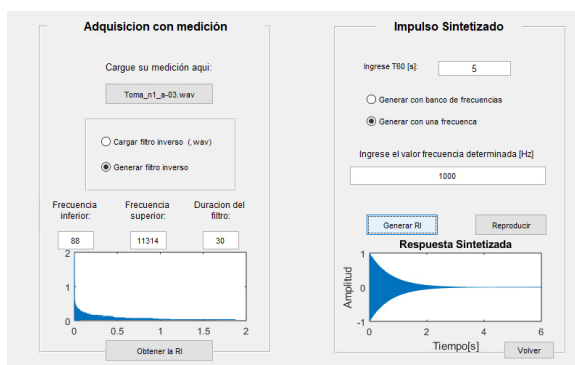 Adquisicion con medición
Cargue su medición aqui:
Toma_n1_a-03.wav
Cargar filtro inverso (.wav)
Generar filtro inverso
Frecuencia inferior:
Frecuencia superior:
Duracion del filtro:
88
11314
30
2
1
0
0
0.5
1
1.5
2
Obtener la RI
Impulso Sintetizado
Ingrese T60 [s]:
5
Generar con banco de frecuencias
Generar con una frecuenca
Ingrese el valor frecuencia determinada [Hz]
1000
Generar RI
Reproducir
Respuesta Sintetizada
Amplitud
1
0
-1
0
2
4
6
Tiempo[s]
Volver